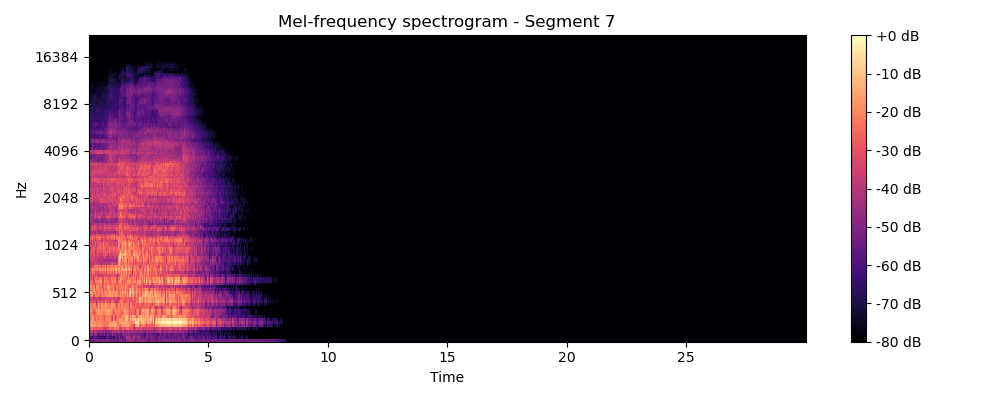 Mel-frequency spectrogram - Segment 7
Hz
16384
8192
4096
2048
1024
512
0
0 5 10 15 20 25
Time
+0 dB
-10 dB
-20 dB
-30 dB
-40 dB
-50 dB
-60 dB
-70 dB
-80 dB